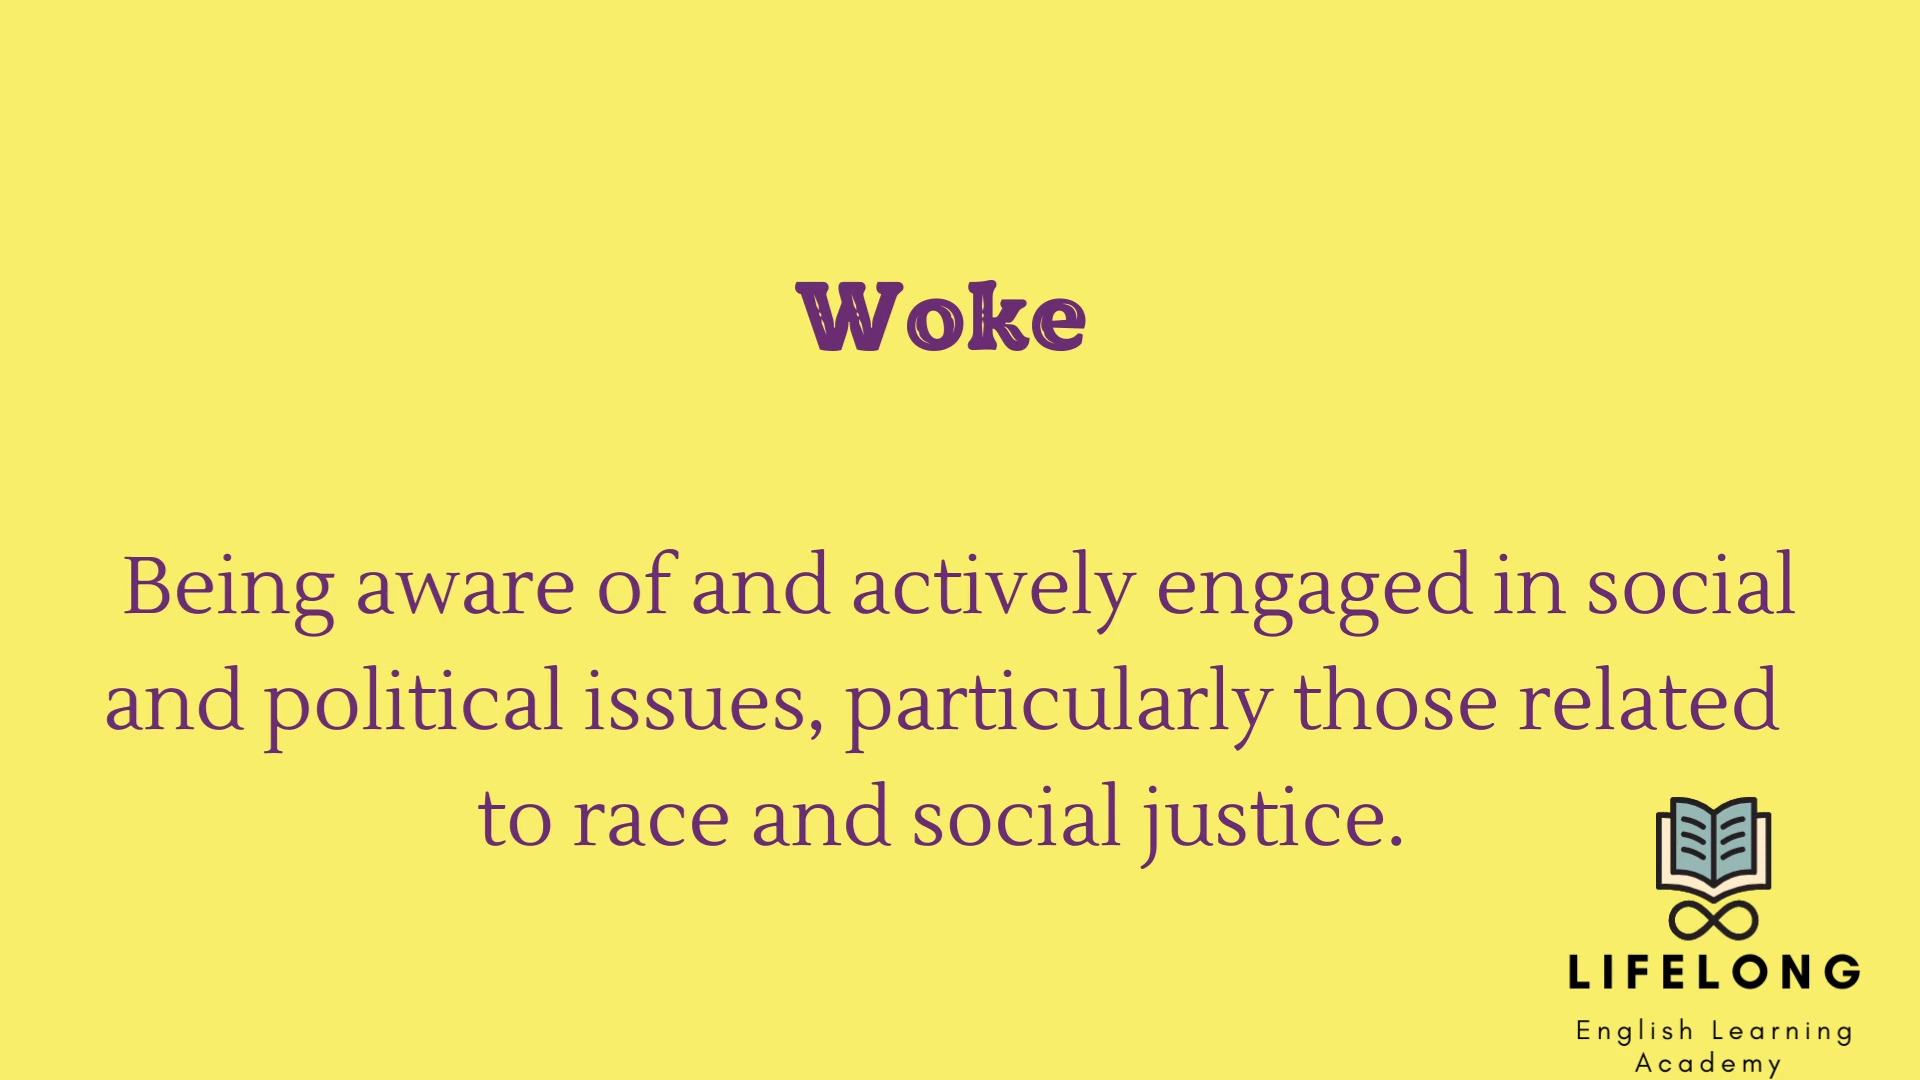 Woke
Being aware of and actively engaged in social
and political issues, particularly those related
to race and social justice.
LIFELONG
English Learning
Academy